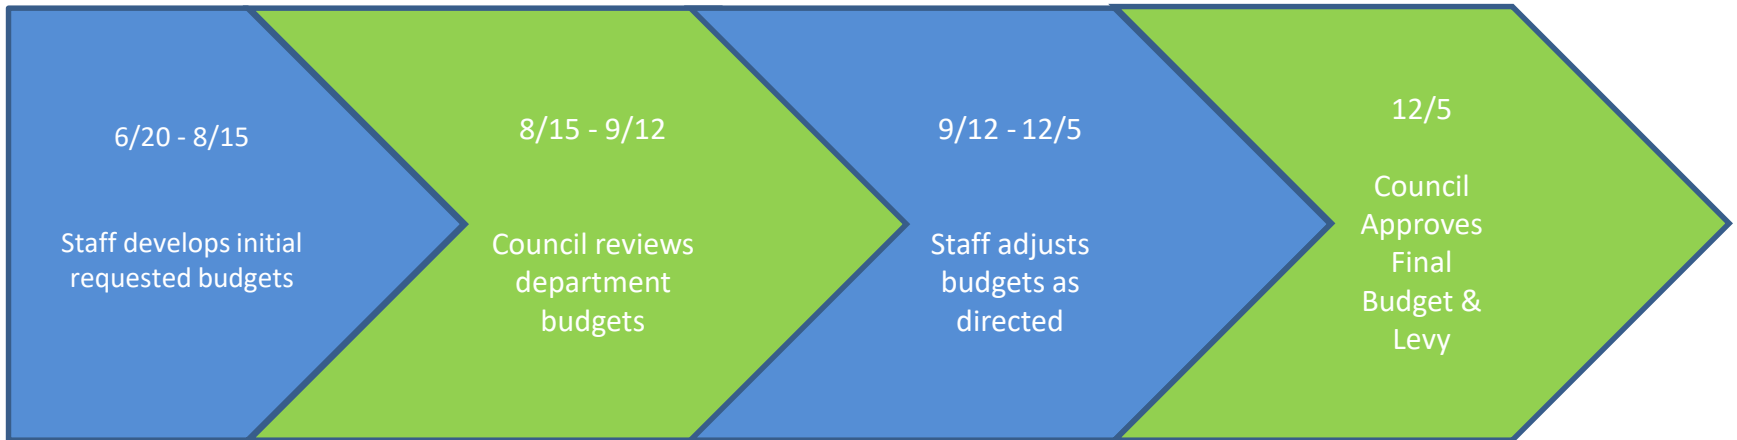 6/20 - 8/15
Staff develops initial
requested budgets
8/15 - 9/12
Council reviews
department
budgets
9/12 - 12/5
Staff adjusts
budgets as
directed
12/5
Council
Approves
Final
Budget &
Levy